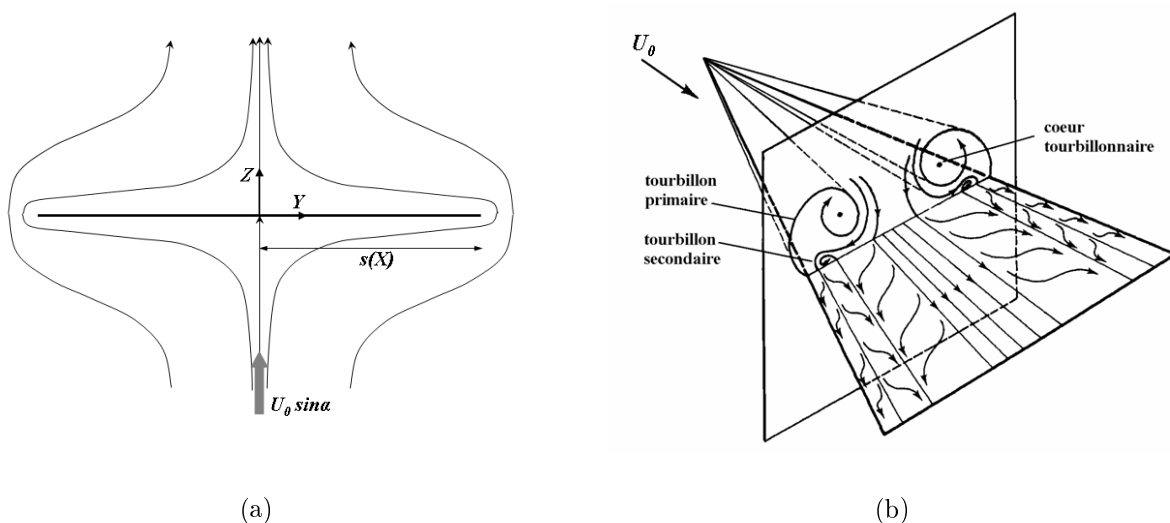 Z
Y
s(X)
U₀ sinα
(a)
U₀
coeur
tourbillonnaire
tourbillon
primaire
tourbillon
secondaire
(b)